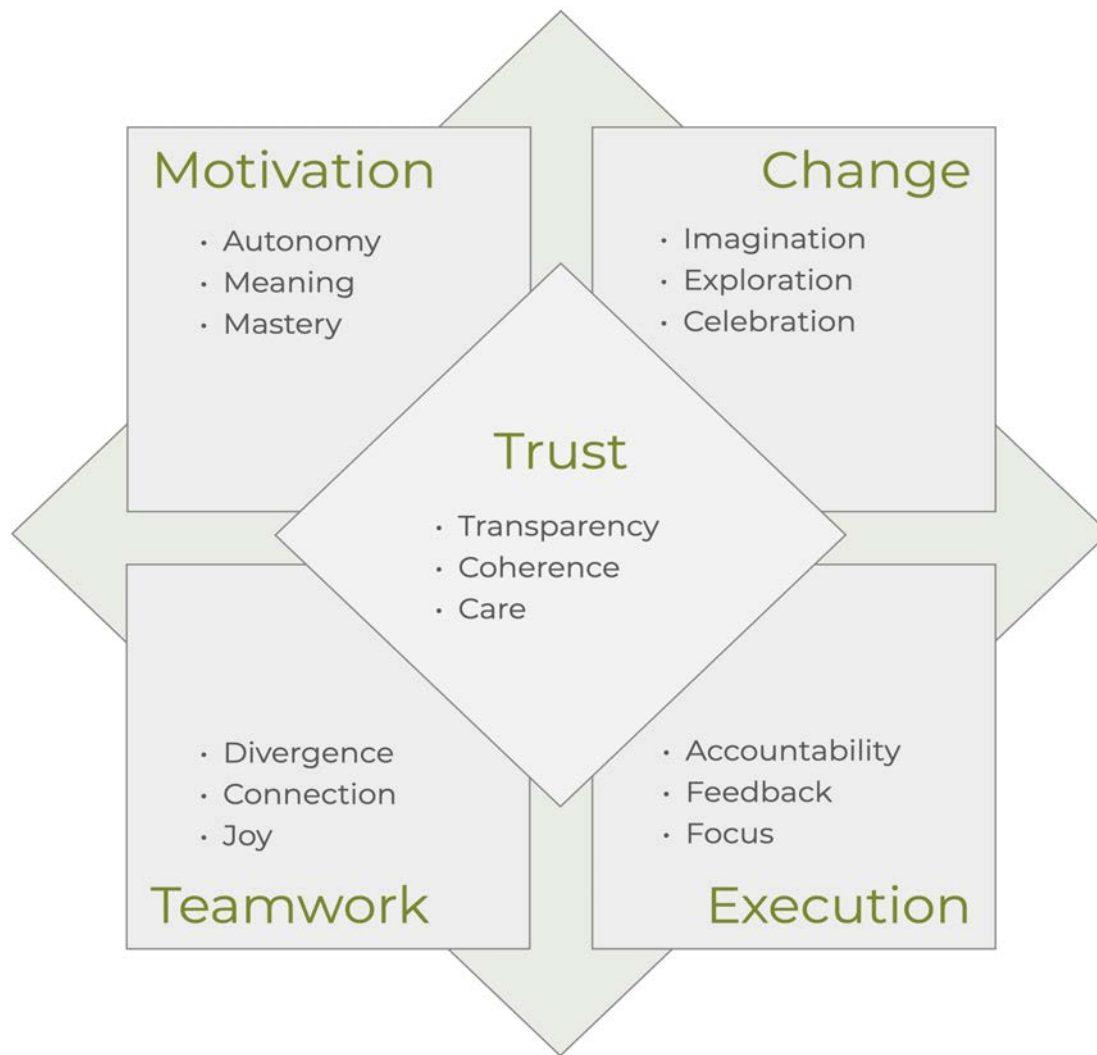 Motivation
· Autonomy
· Meaning
· Mastery
Change
· Imagination
· Exploration
· Celebration
Trust
· Transparency
· Coherence
· Care
· Divergence
· Connection
· Joy
Teamwork
· Accountability
· Feedback
· Focus
Execution